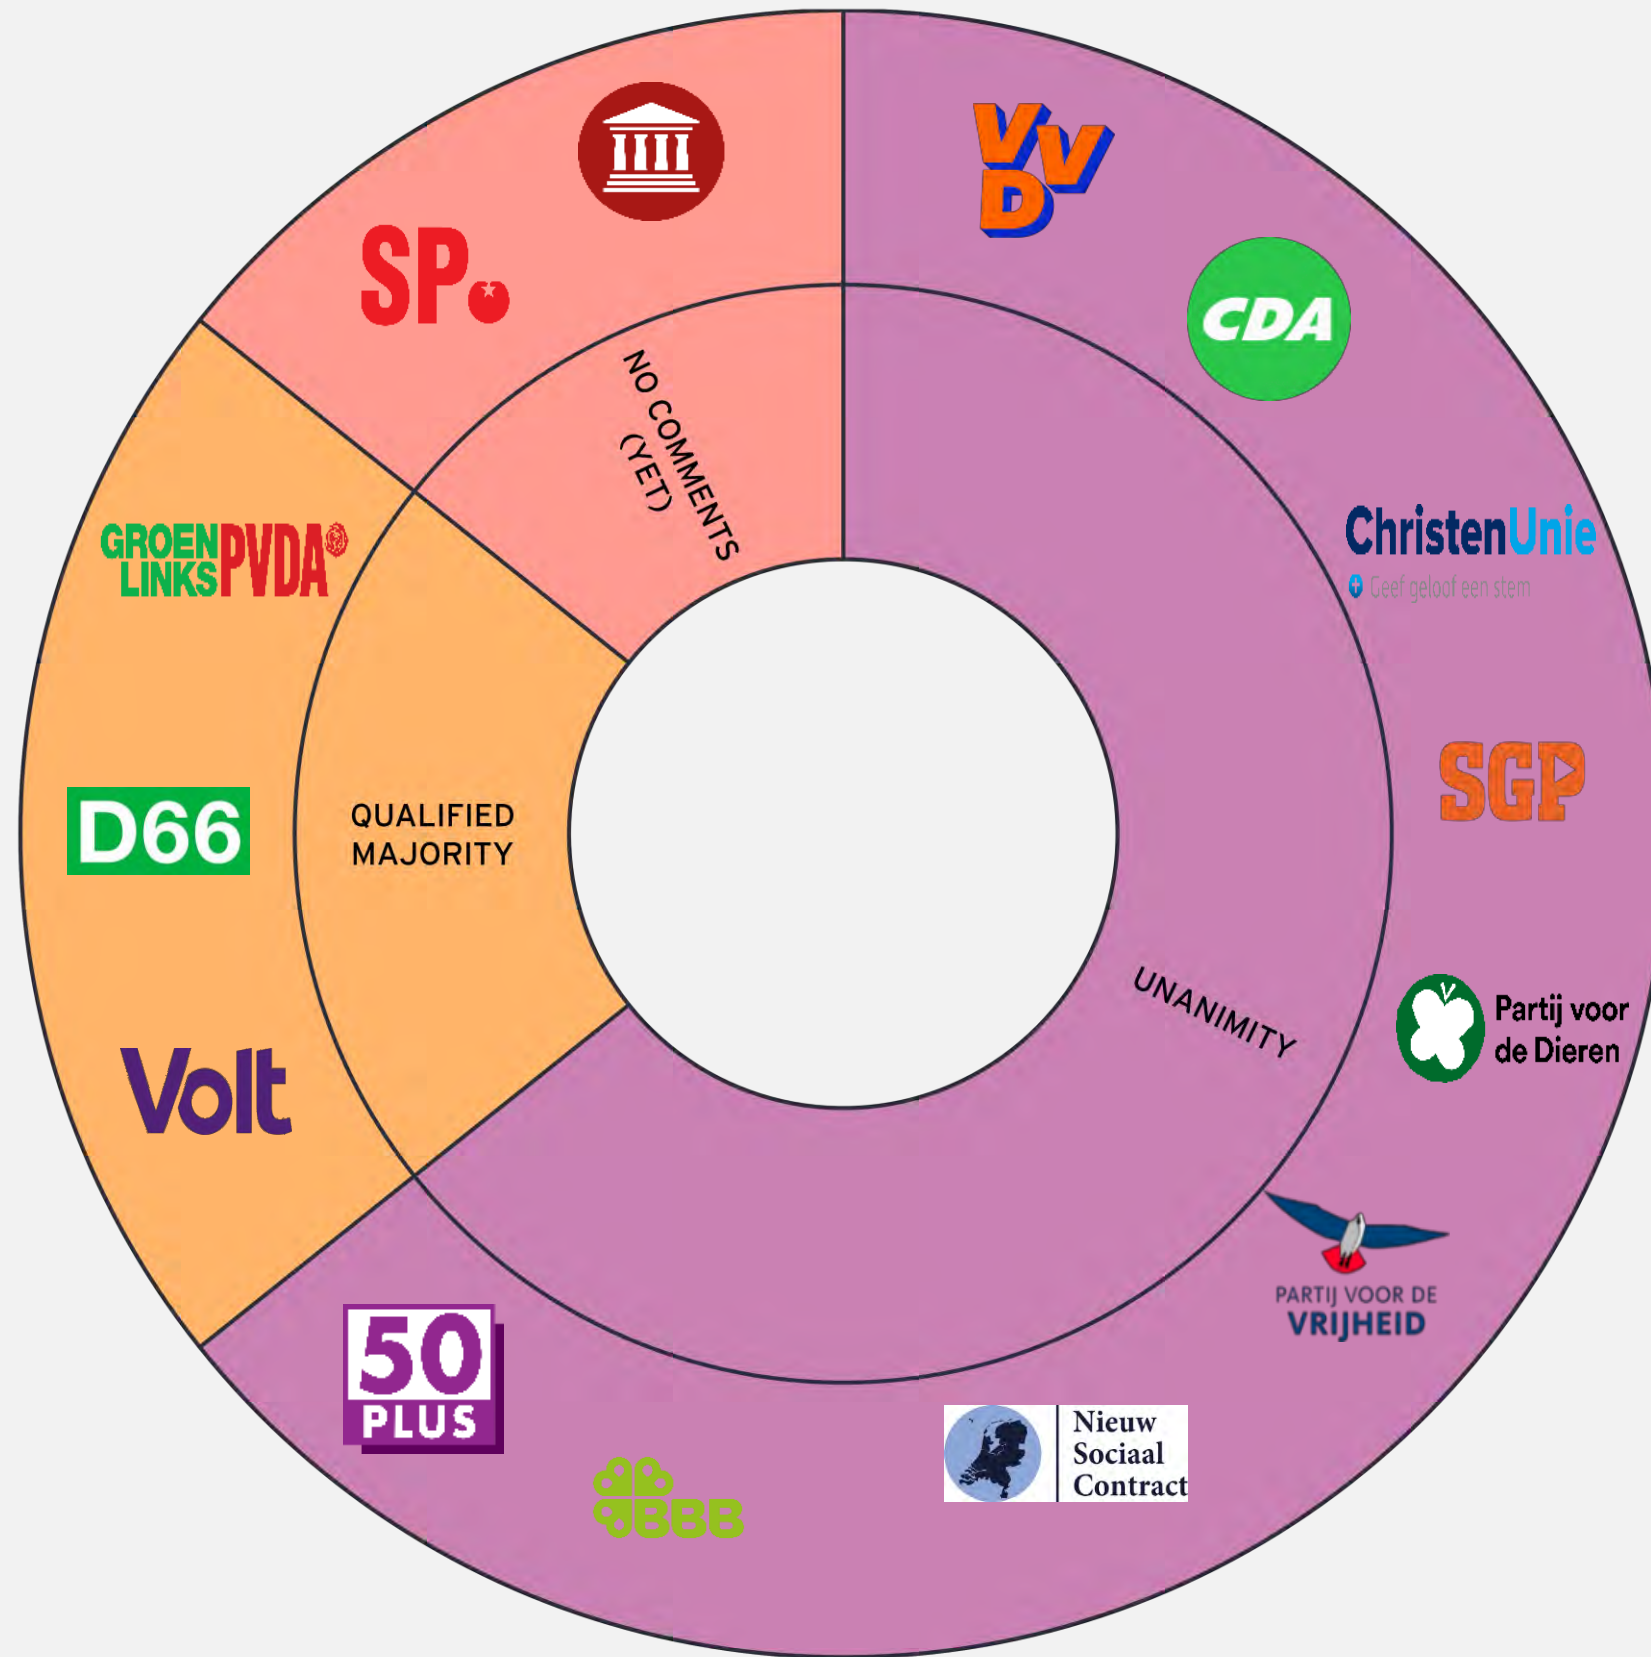 VVD
CDA
SP
NO COMMENTS
(YET)
ChristenUnie
Geef geloof een stem
GROEN
LINKS
PVDA
SGP
D66
QUALIFIED
MAJORITY
UNANIMITY
Partij voor
de Dieren
Volt
PARTIJ VOOR DE
VRIJHEID
50
PLUS
Nieuw
Sociaal
Contract
BBB